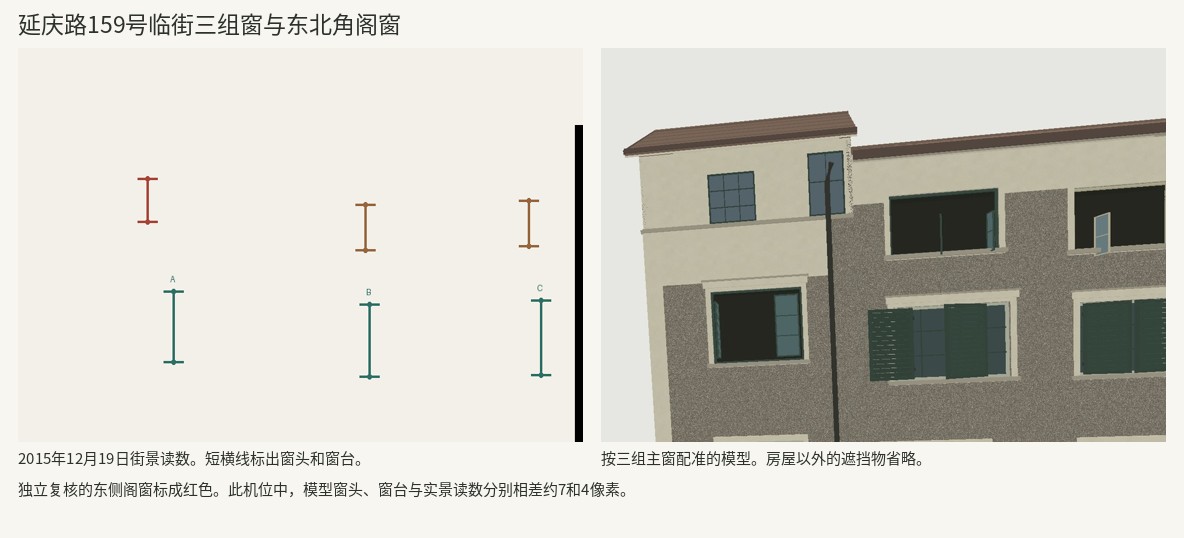 延庆路159号临街三组窗与东北角阁窗
A
B
C
2015年12月19日街景读数。短横线标出窗头和窗台。
按三组主窗配准的模型。房屋以外的遮挡物省略。
独立复核的东侧阁窗标成红色。此机位中，模型窗头、窗台与实景读数分别相差约7和4像素。